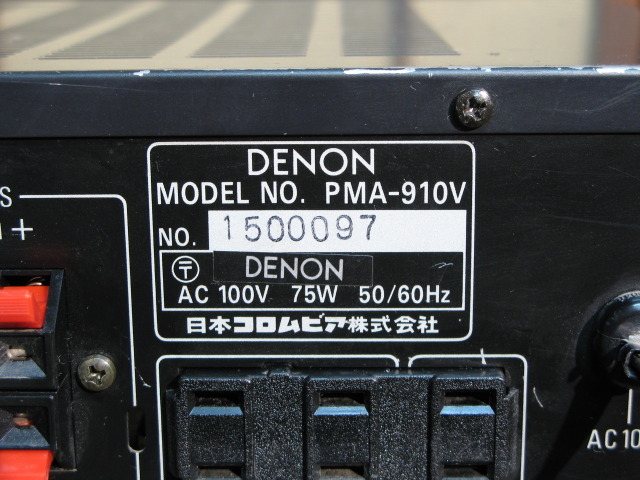 DENON
MODEL NO. PMA-910V
NO. 1500097
〒 DENON
AC 100V 75W 50/60Hz
日本コロムビア株式会社
S
+
AC 10